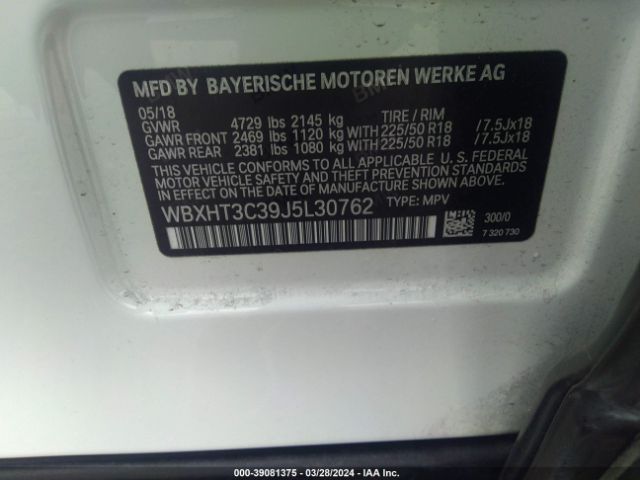 MFD BY BAYERISCHE MOTOREN WERKE AG
05/18 TIRE / RIM
GVWR 4729 lbs 2145 kg
GAWR FRONT 2469 lbs 1120 kg WITH 225/50 R18 /7.5Jx18
GAWR REAR 2381 lbs 1080 kg WITH 225/50 R18 /7.5Jx18
THIS VEHICLE CONFORMS TO ALL APPLICABLE U. S. FEDERAL
MOTOR VEHICLE SAFETY, BUMPER, AND THEFT PREVENTION
STANDARDS IN EFFECT ON THE DATE OF MANUFACTURE
SHOWN ABOVE.
WBXHT3C39J5L30762 TYPE: MPV
300/0
7 320 730
000-39081375 | 03/28/2024 | IAA Inc.